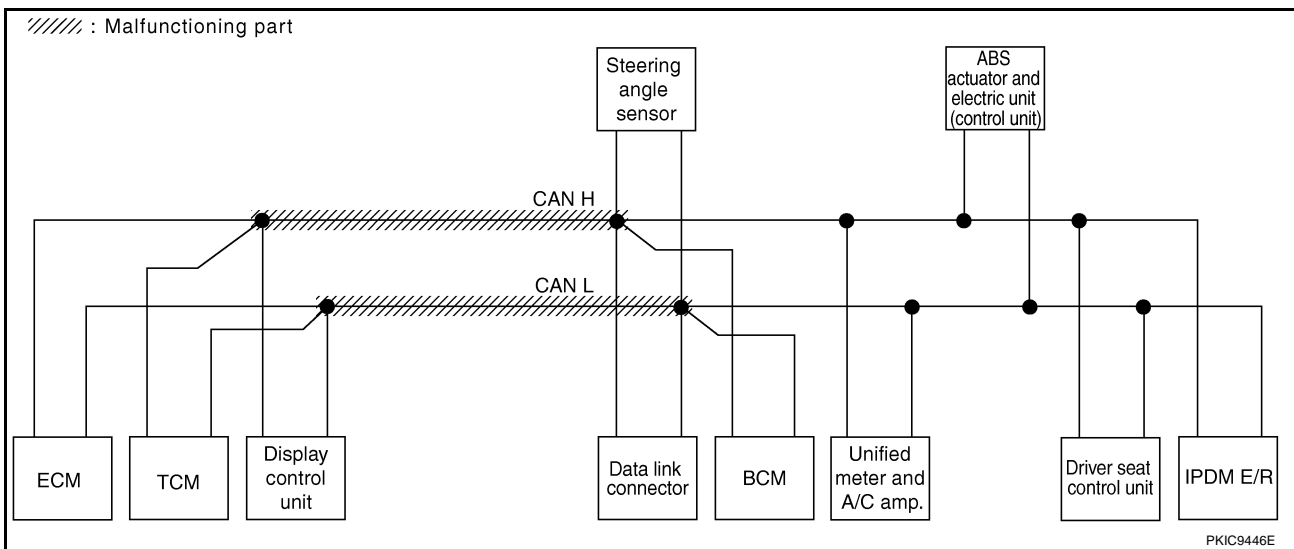 : Malfunctioning part
Steering
angle
sensor
ABS
actuator and
electric unit
(control unit)
CAN H
CAN L
ECM
TCM
Display
control
unit
Data link
connector
BCM
Unified
meter and
A/C amp.
Driver seat
control unit
IPDM E/R
PKIC9446E